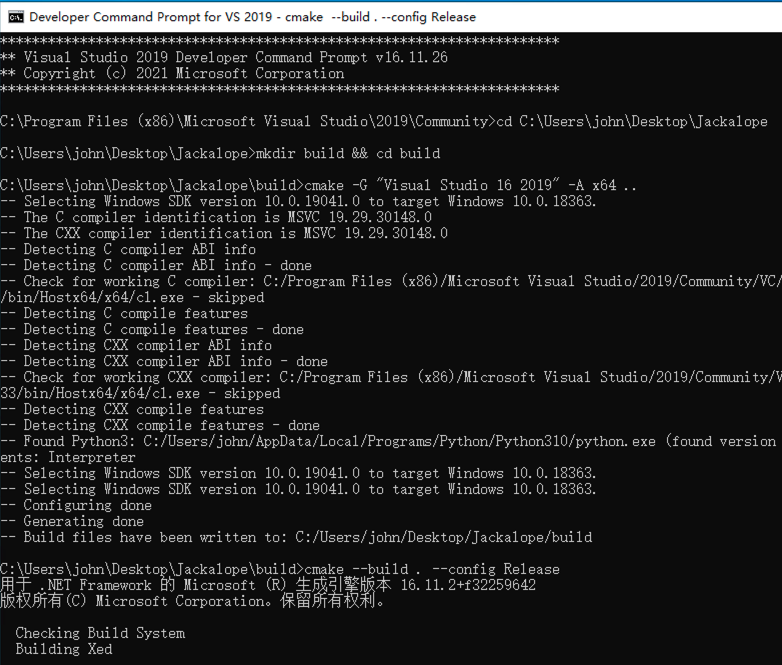 Developer Command Prompt for VS 2019 - cmake  --build . --config Release
**********************************************************************
** Visual Studio 2019 Developer Command Prompt v16.11.26
** Copyright (c) 2021 Microsoft Corporation
**********************************************************************
C:\Program Files (x86)\Microsoft Visual Studio\2019\Community>cd C:\Users\john\Desktop\Jackalope
C:\Users\john\Desktop\Jackalope>mkdir build && cd build
C:\Users\john\Desktop\Jackalope\build>cmake -G "Visual Studio 16 2019" -A x64 ..
-- Selecting Windows SDK version 10.0.19041.0 to target Windows 10.0.18363.
-- The C compiler identification is MSVC 19.29.30148.0
-- The CXX compiler identification is MSVC 19.29.30148.0
-- Detecting C compiler ABI info
-- Detecting C compiler ABI info - done
-- Check for working C compiler: C:/Program Files (x86)/Microsoft Visual Studio/2019/Community/VC/
/bin/Hostx64/x64/cl.exe - skipped
-- Detecting C compile features
-- Detecting C compile features - done
-- Detecting CXX compiler ABI info
-- Detecting CXX compiler ABI info - done
-- Check for working CXX compiler: C:/Program Files (x86)/Microsoft Visual Studio/2019/Community/V
33/bin/Hostx64/x64/cl.exe - skipped
-- Detecting CXX compile features
-- Detecting CXX compile features - done
-- Found Python3: C:/Users/john/AppData/Local/Programs/Python/Python310/python.exe (found version
ents: Interpreter
-- Selecting Windows SDK version 10.0.19041.0 to target Windows 10.0.18363.
-- Selecting Windows SDK version 10.0.19041.0 to target Windows 10.0.18363.
-- Configuring done
-- Generating done
-- Build files have been written to: C:/Users/john/Desktop/Jackalope/build
C:\Users\john\Desktop\Jackalope\build>cmake --build . --config Release
用于 .NET Framework 的 Microsoft (R) 生成引擎版本 16.11.2+f32259642
版权所有(C) Microsoft Corporation。保留所有权利。
Checking Build System
Building Xed